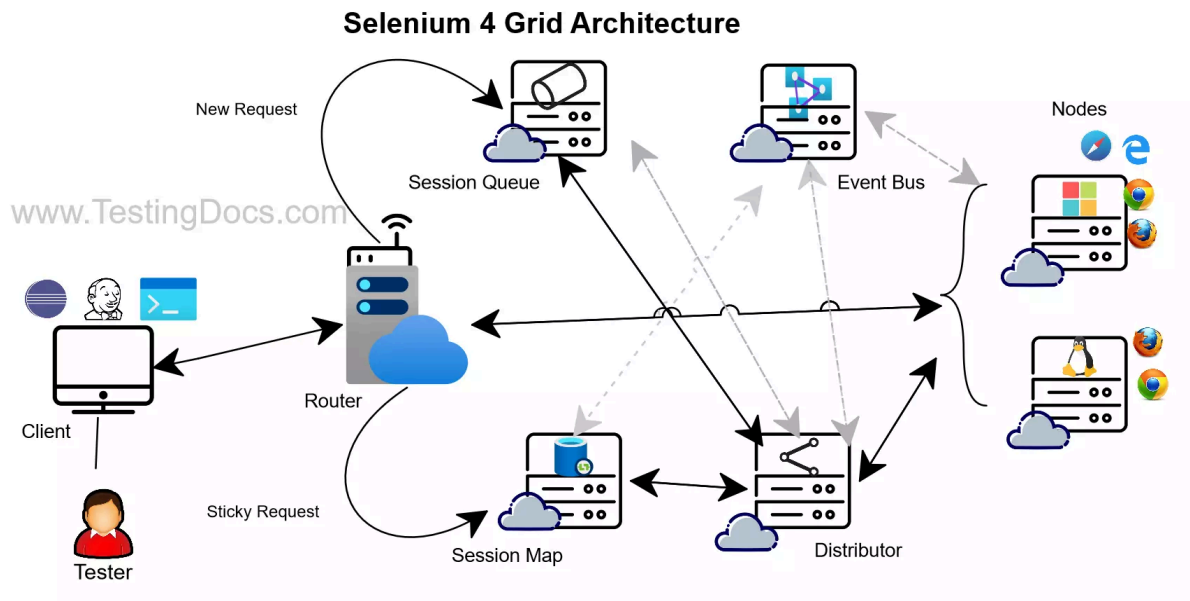 Selenium 4 Grid Architecture
New Request
Nodes
Session Queue
Event Bus
www.TestingDocs.com
Router
Client
Sticky Request
Session Map
Distributor
Tester